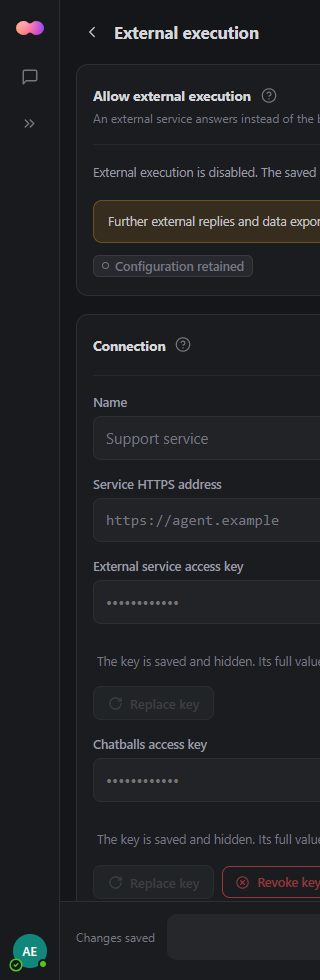 External execution
Allow external execution
An external service answers instead of the
External execution is disabled. The saved
Further external replies and data
Configuration retained
Connection
Name
Support service
Service HTTPS address
https://agent.example
External service access key
••••••••••••
The key is saved and hidden. Its full
Replace key
Chatballs access key
••••••••••••
The key is saved and hidden. Its full
Replace key
Revoke key
AE
Changes saved